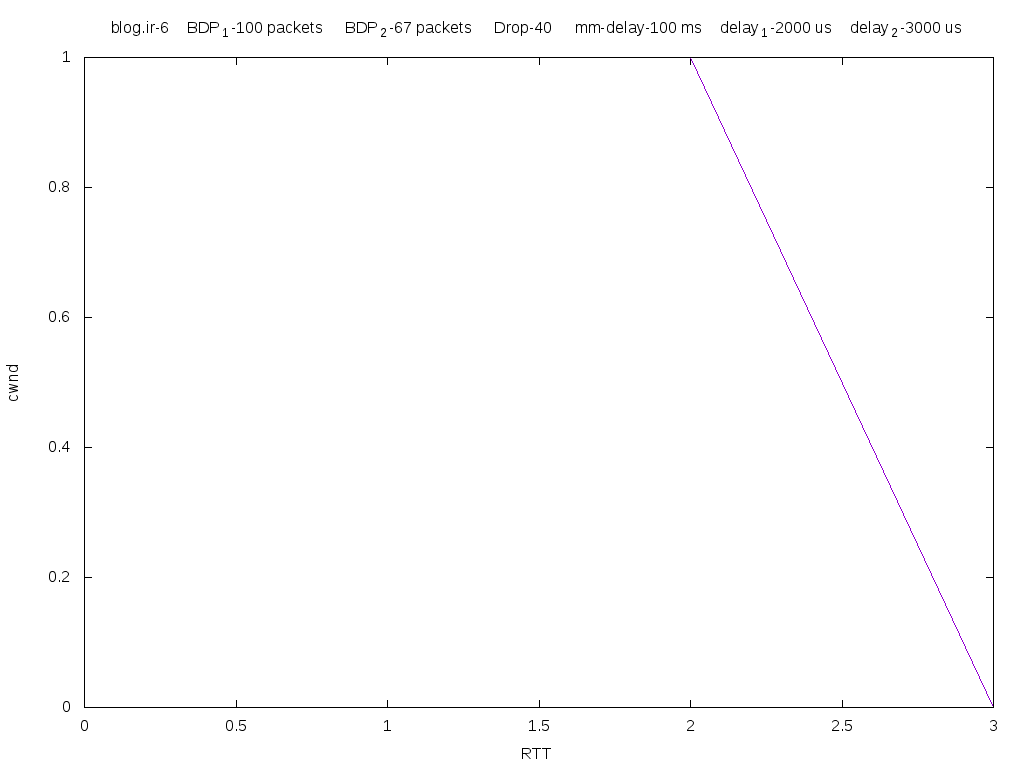 blog.ir-6 BDP1-100 packets BDP2-67 packets Drop-40 mm-delay-100 ms delay1-2000 us delay2-3000 us
1
0.8
0.6
0.4
0.2
0
cwnd
0 0.5 1 1.5 2 2.5 3
RTT